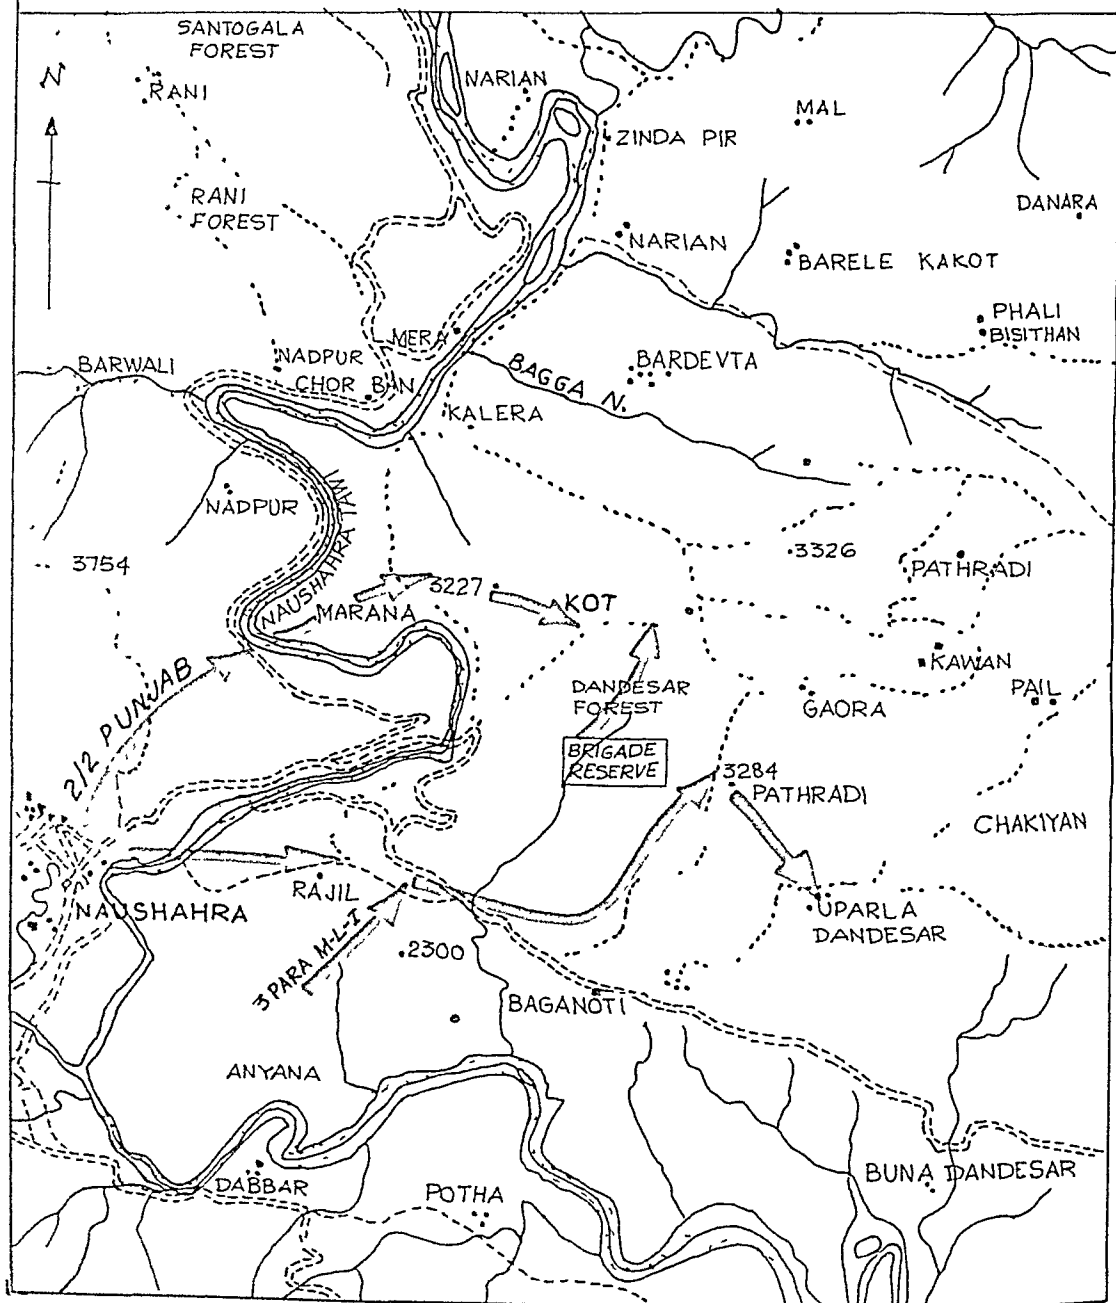 SANTOGALA
FOREST
N
RANI
NARIAN
MAL
ZINDA PIR
RANI
FOREST
DANARA
NARIAN
BARELE KAKOT
PHALI
BISITHAN
MERA
BARWALI
NADPUR
CHOR BAN
BARDEVTA
BAGGA N.
KALERA
NADPUR
NAUSHAHRA TAWI
3754
3326
PATHRADI
3227
MARANA
KOT
KAWAN
2/2 PUNJAB
DANDESAR
FOREST
PAIL
GAORA
BRIGADE
RESERVE
3284
PATHRADI
CHAKIYAN
RAJIL
NAUSHAHRA
UPARLA
DANDESAR
3 PARA M-L-I
2300
BAGANOTI
ANYANA
BUNA DANDESAR
DABBAR
POTHA